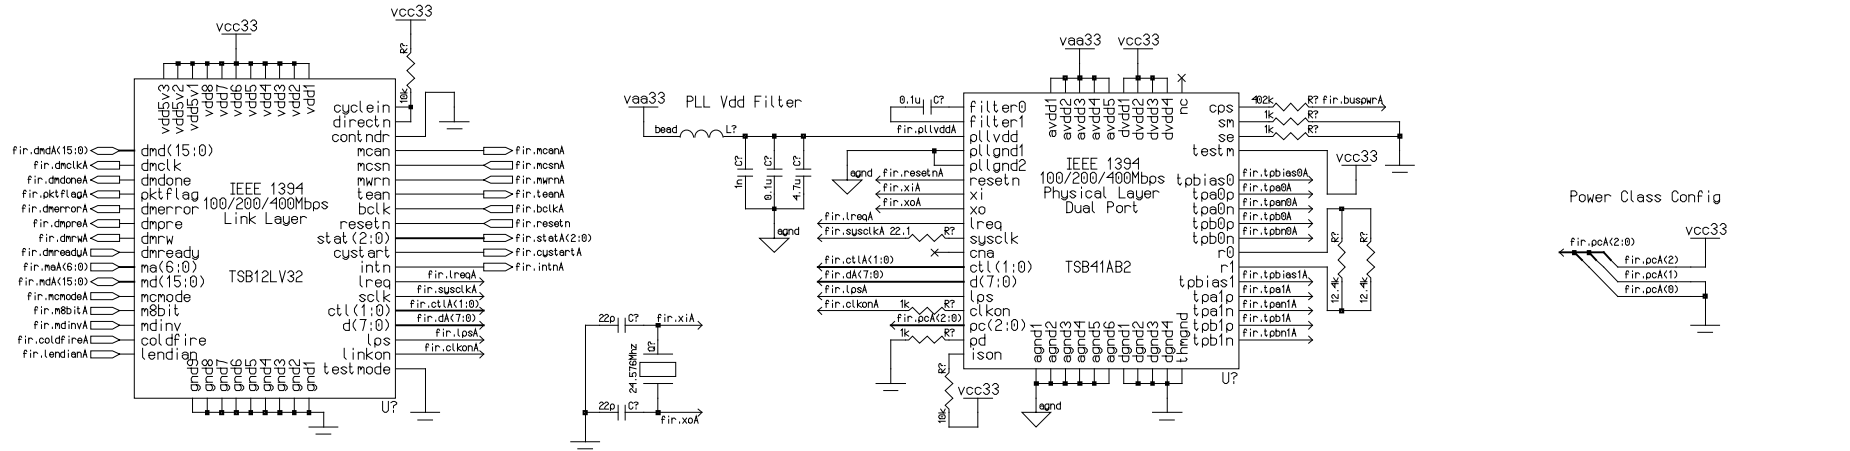 vcc33
vcc33
R?
10k
vdd5v3
vdd5v2
vdd5v1
vdd8
vdd7
vdd6
vdd5
vdd4
vdd3
vdd2
vdd1
cyclein
directn
contndr
fir.dmdA(15:0) dmd(15:0) mcan fir.mcanA
fir.dmclkA dmclk mcsn fir.mcsnA
fir.dmdoneA dmdone mwrn fir.mwrnA
fir.pktflagA pktflag tean fir.teanA
fir.dmerrorA dmerror bclk fir.bclkA
fir.dmpreA dmpre resetn fir.resetn
fir.dmrwA dmrw stat(2:0) fir.statA(2:0)
fir.dmreadyA dmready cystart fir.cystartA
fir.maA(6:0) ma(6:0) intn fir.intnA
fir.mdA(15:0) md(15:0) lreq fir.lreqA
fir.mcmodeA mcmode sclk fir.sysclkA
fir.m8bitA m8bit ctl(1:0) fir.ctlA(1:0)
fir.mdinvA mdinv d(7:0) fir.dA(7:0)
fir.coldfireA coldfire lps fir.lpsA
fir.lendianA lendian linkon fir.clkonA
testmode
IEEE 1394
100/200/400Mbps
Link Layer
TSB12LV32
gnd9
gnd8
gnd7
gnd6
gnd5
gnd4
gnd3
gnd2
gnd1
U?
vaa33
PLL Vdd Filter
bead L?
1n C?
0.1u C?
4.7u C?
agnd
22p C? fir.xiA
Q?
24.576Mhz
22p C?
fir.xoA
vaa33 vcc33
avdd1
avdd2
avdd3
avdd4
avdd5
dvdd1
dvdd2
dvdd3
dvdd4
nc
0.1u C? filter0
filter1
fir.pllvddA pllvdd
pllgnd1
pllgnd2
agnd
fir.resetnA resetn
fir.xiA xi
fir.xoA xo
fir.lreqA lreq
fir.sysclkA 22.1 R? sysclk
cna
fir.ctlA(1:0) ctl(1:0)
fir.dA(7:0) d(7:0)
fir.lpsA lps
fir.clkonA 1k R? clkon
fir.pcA(2:0) pc(2:0)
1k R? pd
ison
R?
10k
vcc33
IEEE 1394
100/200/400Mbps
Physical Layer
Dual Port
TSB41AB2
agnd1
agnd2
agnd3
agnd4
agnd5
agnd6
dgnd1
dgnd2
dgnd3
dgnd4
thmgnd
agnd
U?
cps 402k R? fir.buspwrA
sm 1k R?
se 1k R?
testm
vcc33
tpbias0 fir.tpbias0A
tpa0p fir.tpa0A
tpa0n fir.tpan0A
tpb0p fir.tpb0A
tpb0n fir.tpbn0A
r0
r1
R?
12.4k
R?
12.4k
tpbias1 fir.tpbias1A
tpa1p fir.tpa1A
tpa1n fir.tpan1A
tpb1p fir.tpb1A
tpb1n fir.tpbn1A
Power Class Config
fir.pcA(2:0)
vcc33
fir.pcA(2)
fir.pcA(1)
fir.pcA(0)